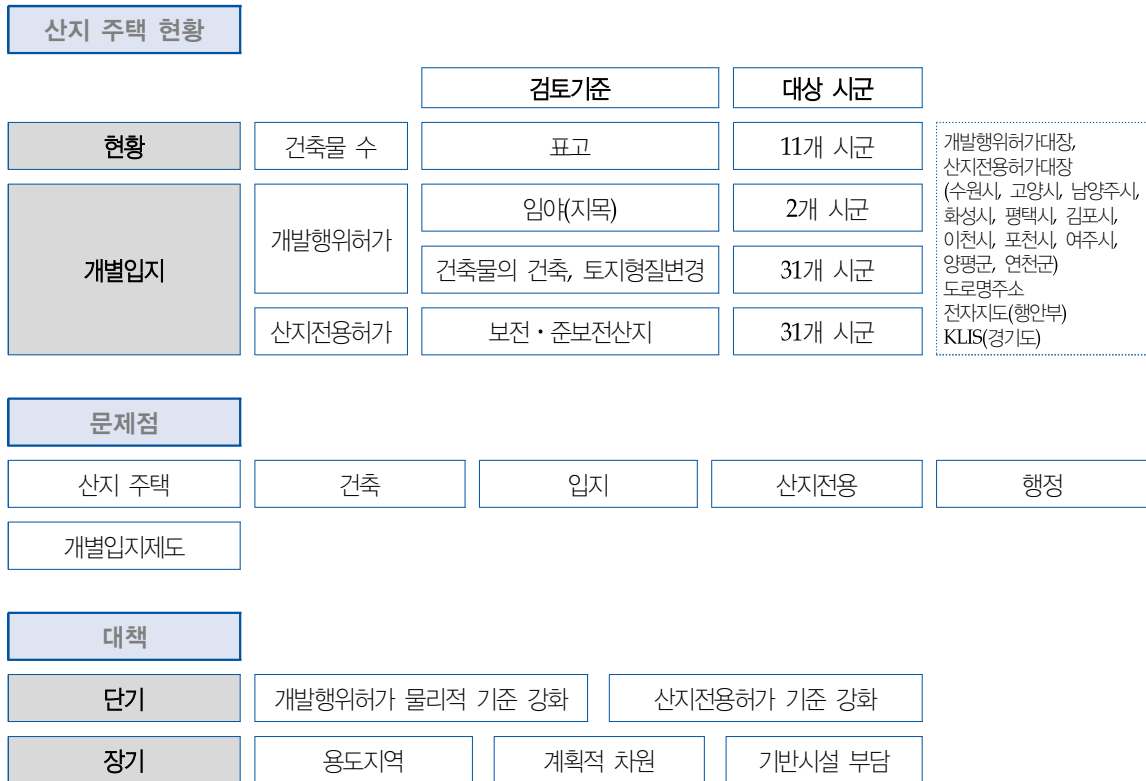 산지 주택 현황
검토기준 대상 시군
현황 건축물 수 표고 11개 시군
개별입지 개발행위허가 임야(지목) 2개 시군
건축물의 건축, 토지형질변경 31개 시군
산지전용허가 보전・준보전산지 31개 시군
개발행위허가대장,
산지전용허가대장
(수원시, 고양시, 남양주시,
화성시, 평택시, 김포시,
이천시, 포천시, 여주시,
양평군, 연천군)
도로명주소
전자지도(행안부)
KLIS(경기도)
문제점
산지 주택 건축 입지 산지전용 행정
개별입지제도
대책
단기 개발행위허가 물리적 기준 강화 산지전용허가 기준 강화
장기 용도지역 계획적 차원 기반시설 부담